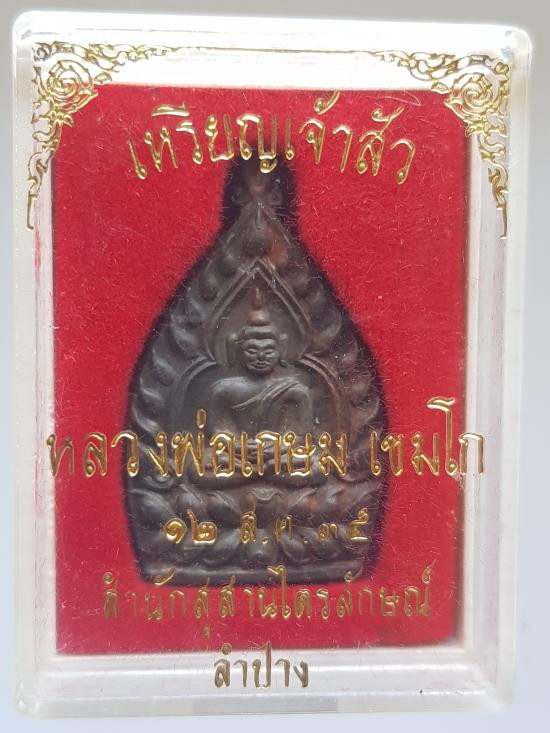 เหรียญเจ้าสัว
หลวงพ่อเกษม เขมโก
๑๒ ส.ค.๓๕
สำนักสุสานไตรลักษณ์
ลำปาง